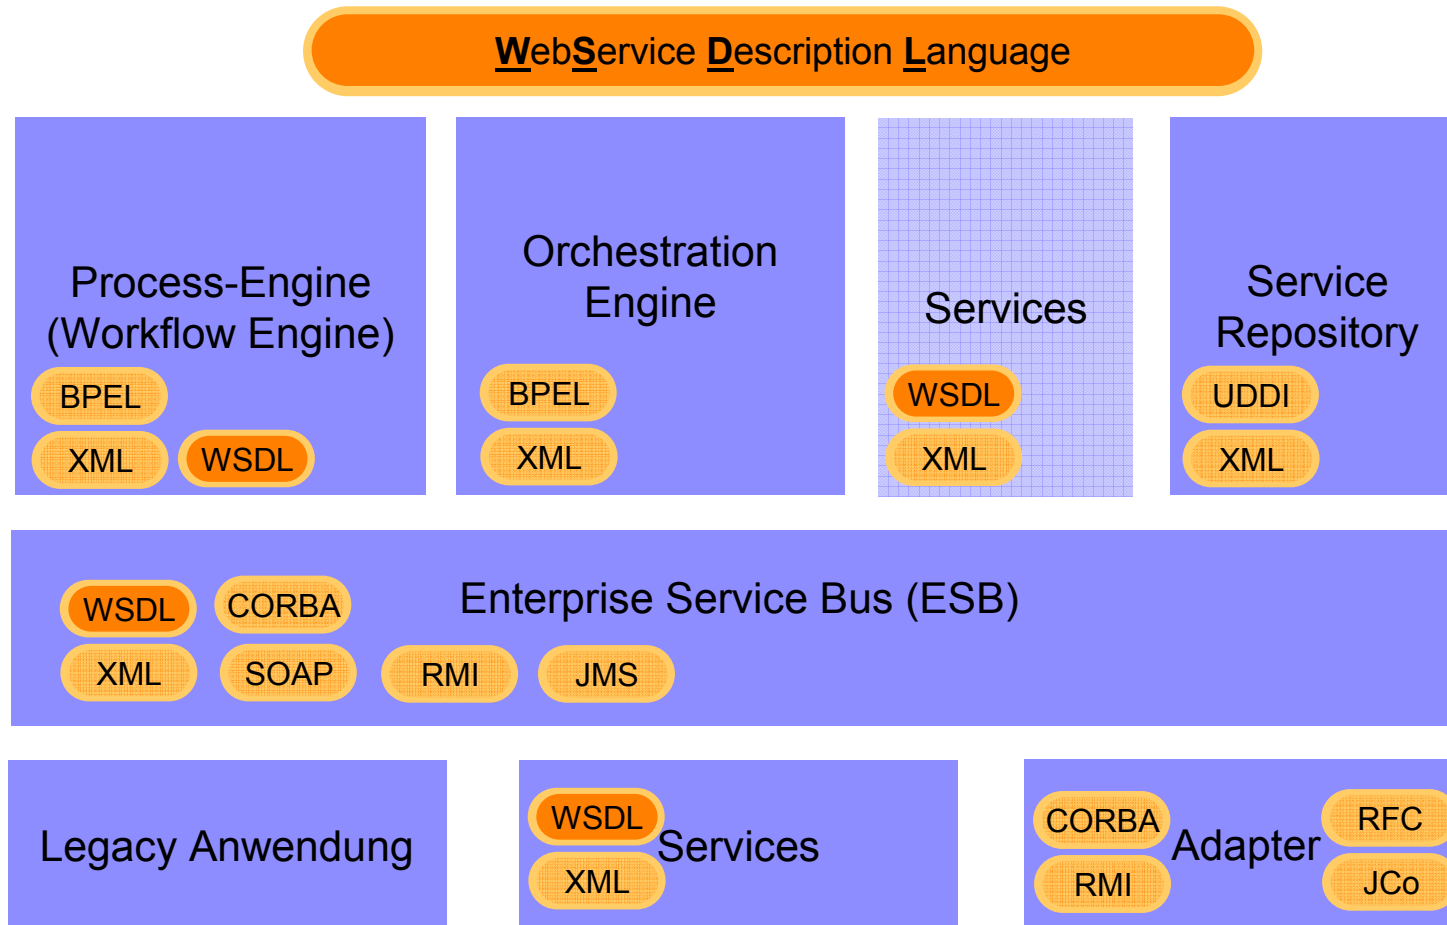 WebService Description Language
Process-Engine
(Workflow Engine)
BPEL
XML
WSDL
Orchestration
Engine
BPEL
XML
Services
WSDL
XML
Service
Repository
UDDI
XML
Enterprise Service Bus (ESB)
WSDL
CORBA
XML
SOAP
RMI
JMS
Legacy Anwendung
WSDL
Services
XML
CORBA
Adapter
RFC
RMI
JCo